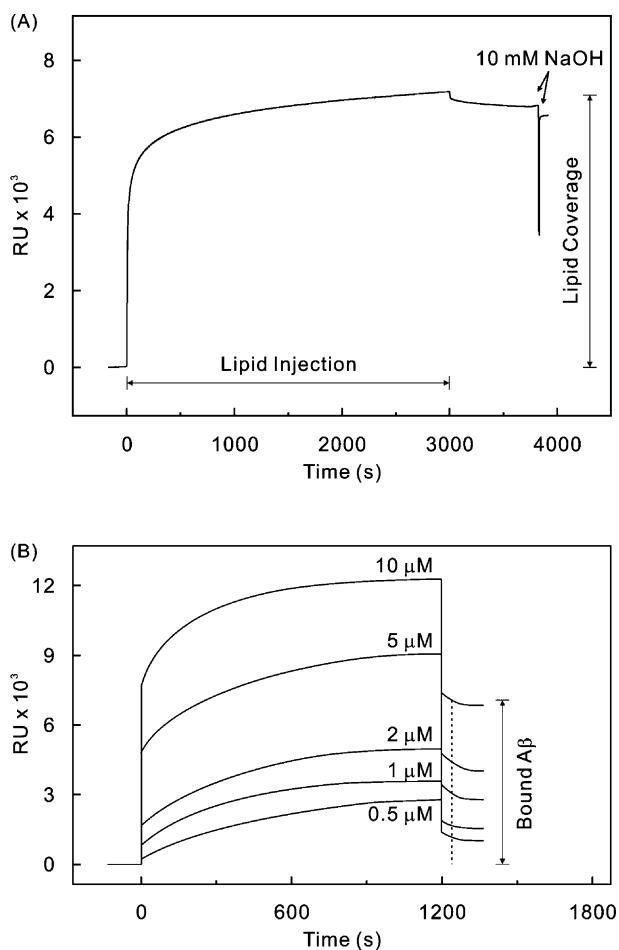 (A)
8
6
4
2
0
RU x 10³
10 mM NaOH
Lipid Coverage
Lipid Injection
0 1000 2000 3000 4000
Time (s)
(B)
12
9
6
3
0
RU x 10³
10 μM
5 μM
2 μM
1 μM
0.5 μM
Bound Aβ
0 600 1200 1800
Time (s)